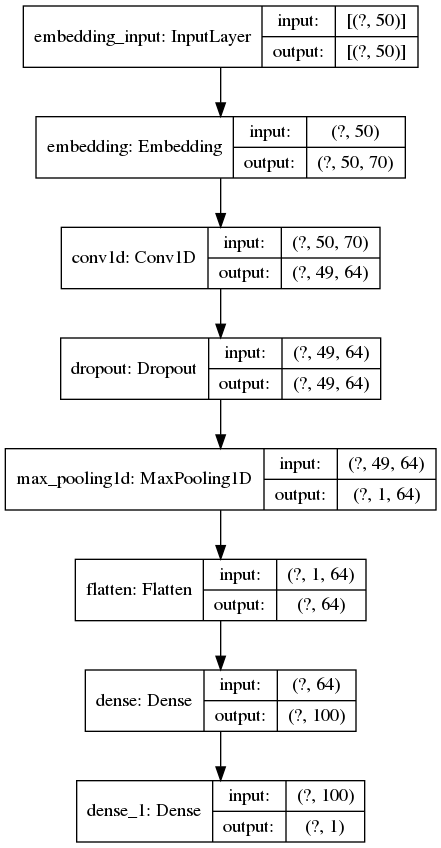 embedding_input: InputLayer
input: [(?, 50)]
output: [(?, 50)]
embedding: Embedding
input: (?, 50)
output: (?, 50, 70)
conv1d: Conv1D
input: (?, 50, 70)
output: (?, 49, 64)
dropout: Dropout
input: (?, 49, 64)
output: (?, 49, 64)
max_pooling1d: MaxPooling1D
input: (?, 49, 64)
output: (?, 1, 64)
flatten: Flatten
input: (?, 1, 64)
output: (?, 64)
dense: Dense
input: (?, 64)
output: (?, 100)
dense_1: Dense
input: (?, 100)
output: (?, 1)